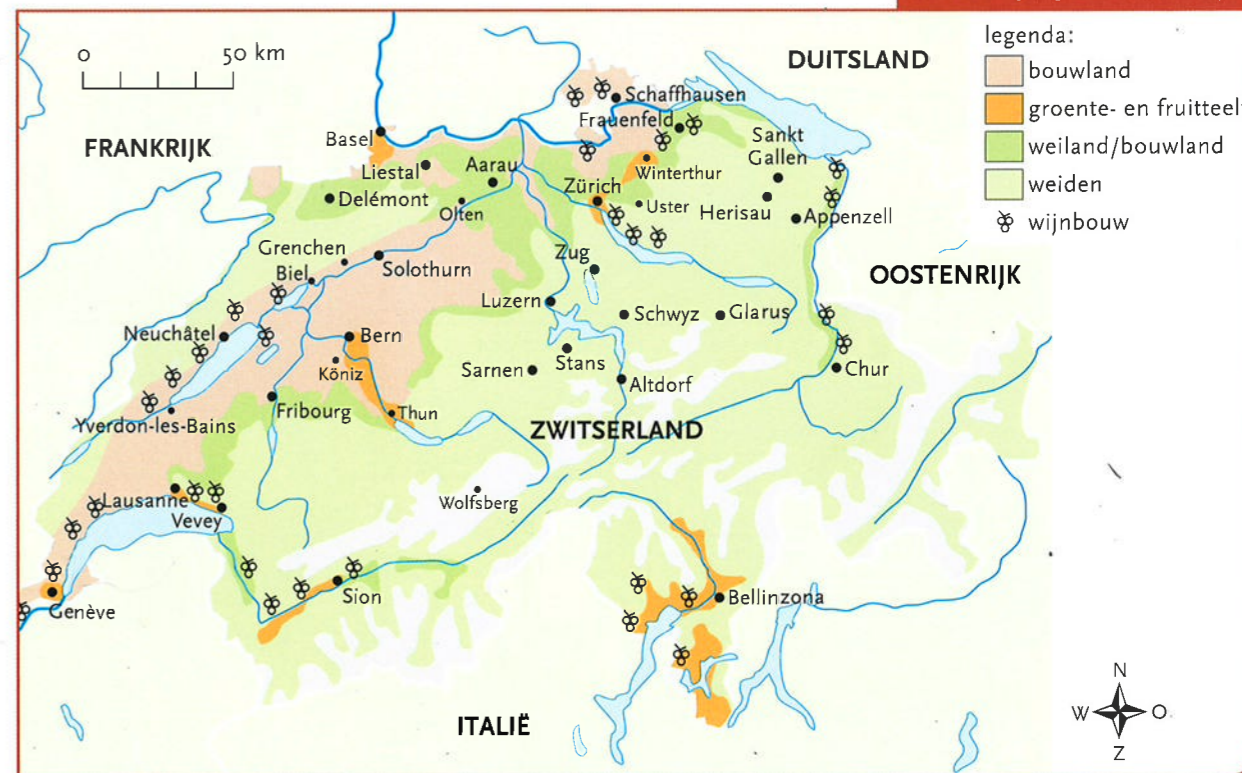 0 50 km
DUITSLAND
FRANKRIJK
OOSTENRIJK
ZWITSERLAND
ITALIË
Schaffhausen
Frauenfeld
Basel
Liestal
Aarau
Winterthur
Sankt
Gallen
Zürich
Uster
Herisau
Appenzell
Delémont
Olten
Grenchen
Biel
Solothurn
Zug
Luzern
Schwyz
Glarus
Neuchâtel
Bern
Köniz
Sarnen
Stans
Altdorf
Chur
Yverdon-les-Bains
Fribourg
Thun
Lausanne
Vevey
Wolfsberg
Genève
Sion
Bellinzona
legenda:
bouwland
groente- en fruitteel
weiland/bouwland
weiden
wijnbouw
N
W O
Z